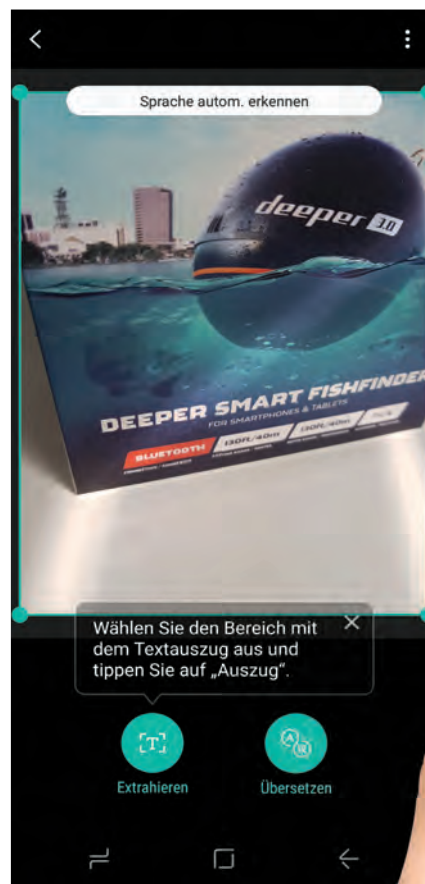 Sprache autom. erkennen
deeper 3.0
DEEPER SMART FISHFINDER
FOR SMARTPHONES & TABLETS
BLUETOOTH
130FT/40m
130FT/40m
Wählen Sie den Bereich mit
dem Textauszug aus und
tippen Sie auf „Auszug“.
[T]
A
Extrahieren
Übersetzen